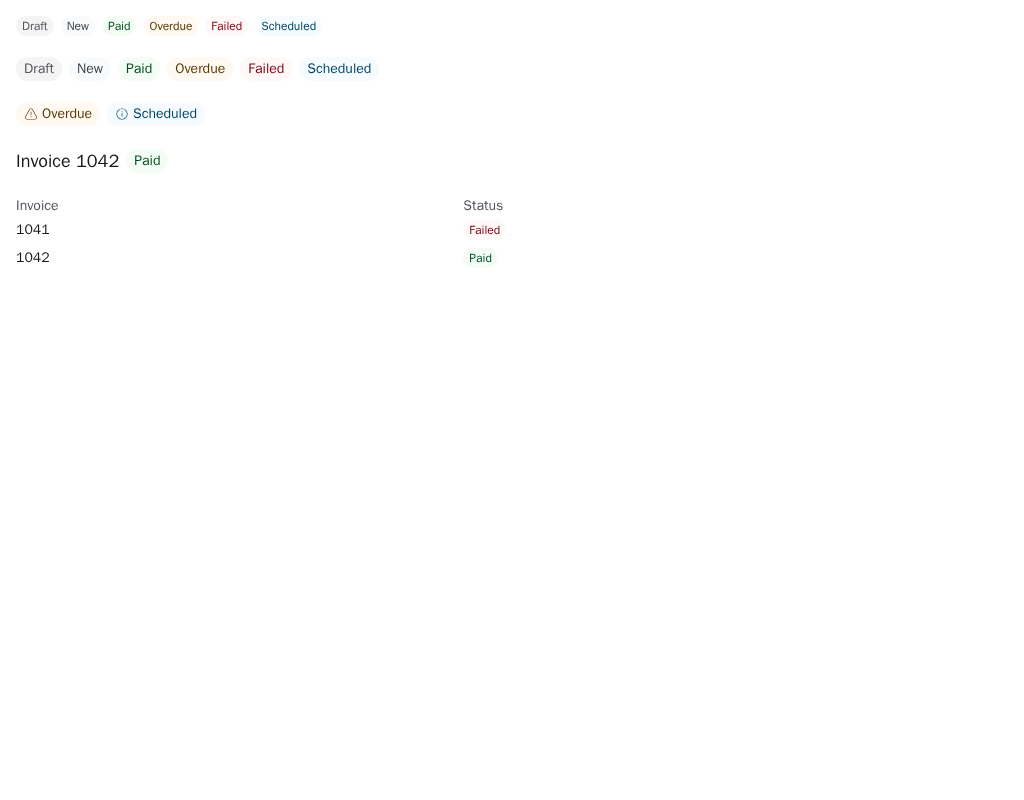 Draft New Paid Overdue Failed Scheduled
Draft New Paid Overdue Failed Scheduled
Overdue Scheduled
Invoice 1042 Paid
Invoice Status
1041 Failed
1042 Paid